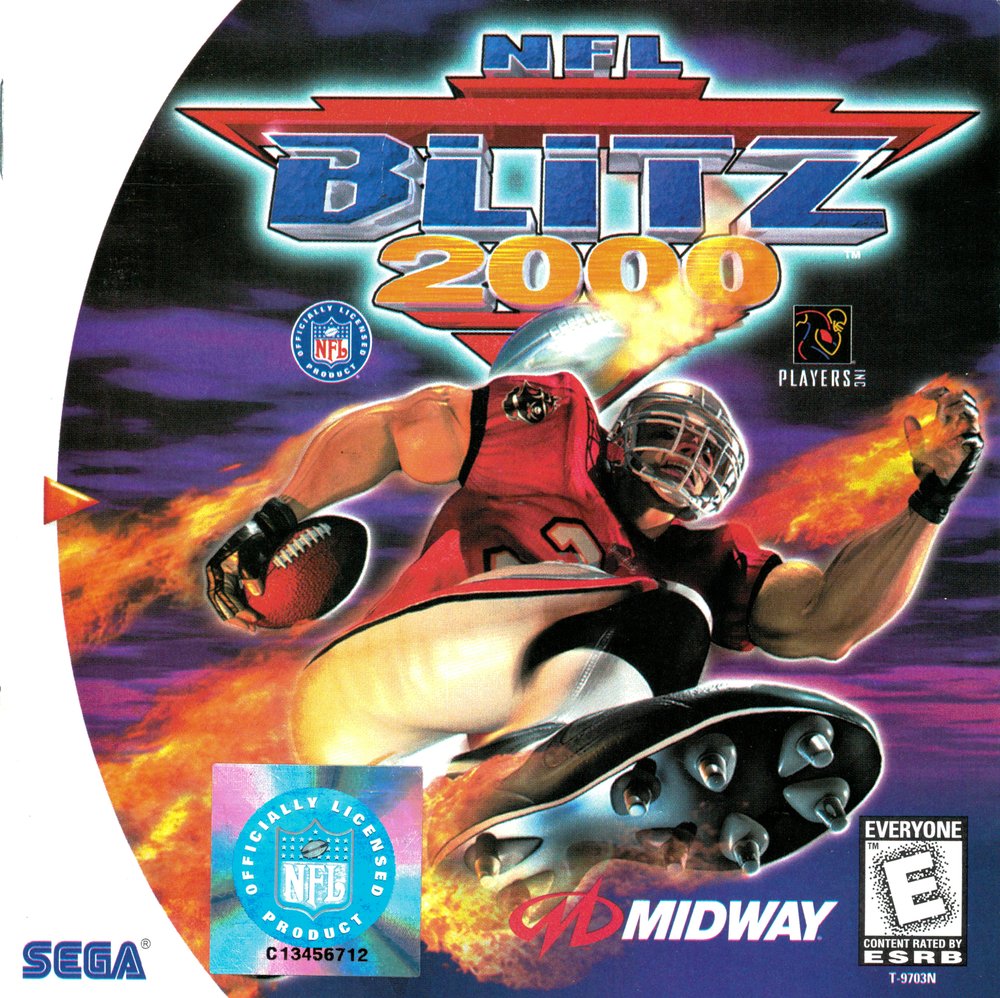 NFL
BLITZ
2000
TM
OFFICIALLY LICENSED
NFL
PRODUCT
PLAYERS INC
OFFICIALLY LICENSED
NFL
PRODUCT
C13456712
SEGA®
MIDWAY
EVERYONE
TM
E
CONTENT RATED BY
ESRB
T-9703N